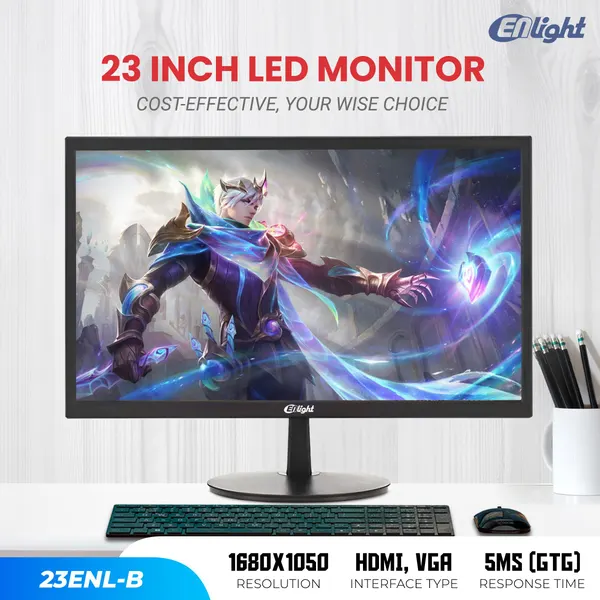 ENlight
23 INCH LED MONITOR
COST-EFFECTIVE, YOUR WISE CHOICE
ENlight
23ENL-B
1680X1050
RESOLUTION
HDMI, VGA
INTERFACE TYPE
5MS (GTG)
RESPONSE TIME